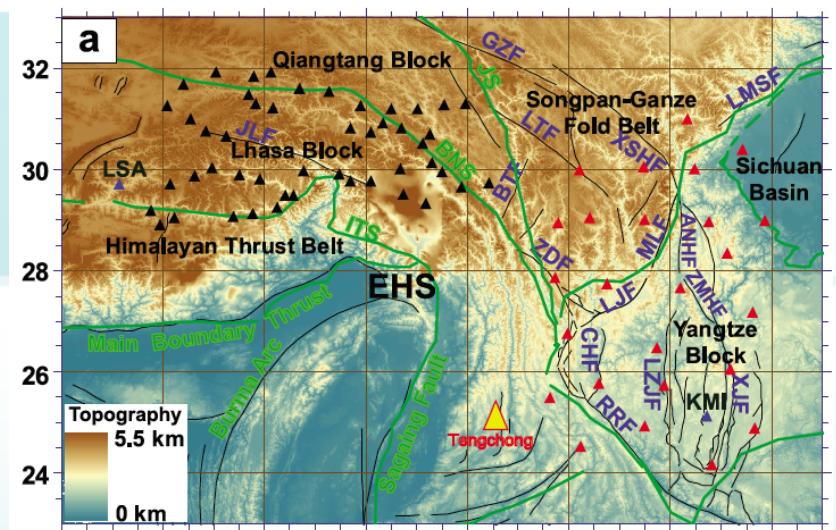 a
32
30
28
26
24
Qiangtang Block
GZF
JS
Songpan-Ganze
Fold Belt
LMSF
LTF
XSHF
JLF
Lhasa Block
BNS
LSA
BTF
Sichuan
Basin
ITS
Himalayan Thrust Belt
ZDF
MLF
ANHF
EHS
LJF
ZMHF
Main Boundary Thrust
Burma Arc
CHF
Yangtze
Block
LZJF
XJF
KMI
Sagaing Fault
RRF
Tengchong
Topography
5.5 km
0 km